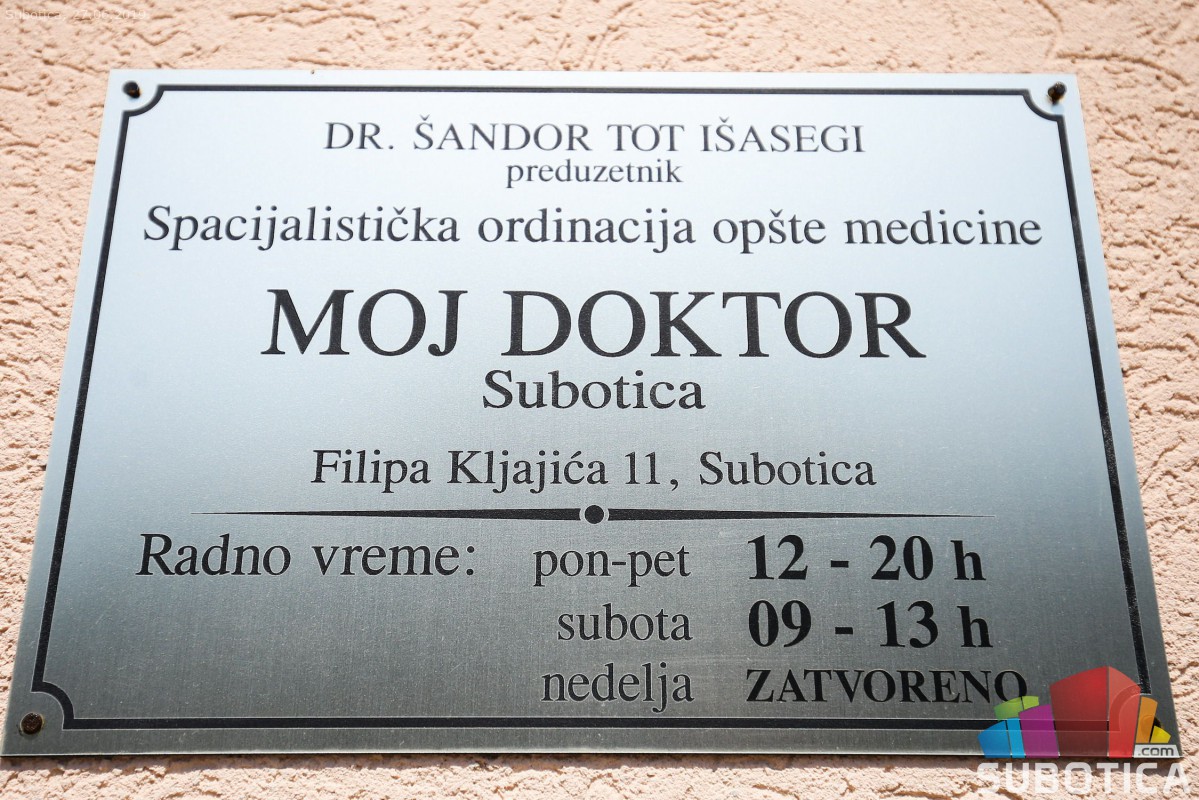 DR. ŠANDOR TOT IŠASEGI
preduzetnik
Spacijalistička ordinacija opšte medicine
MOJ DOKTOR
Subotica
Filipa Kljajića 11, Subotica
Radno vreme: pon-pet 12 - 20 h
subota 09 - 13 h
nedelja ZATVORENO
.com
SUBOTICA